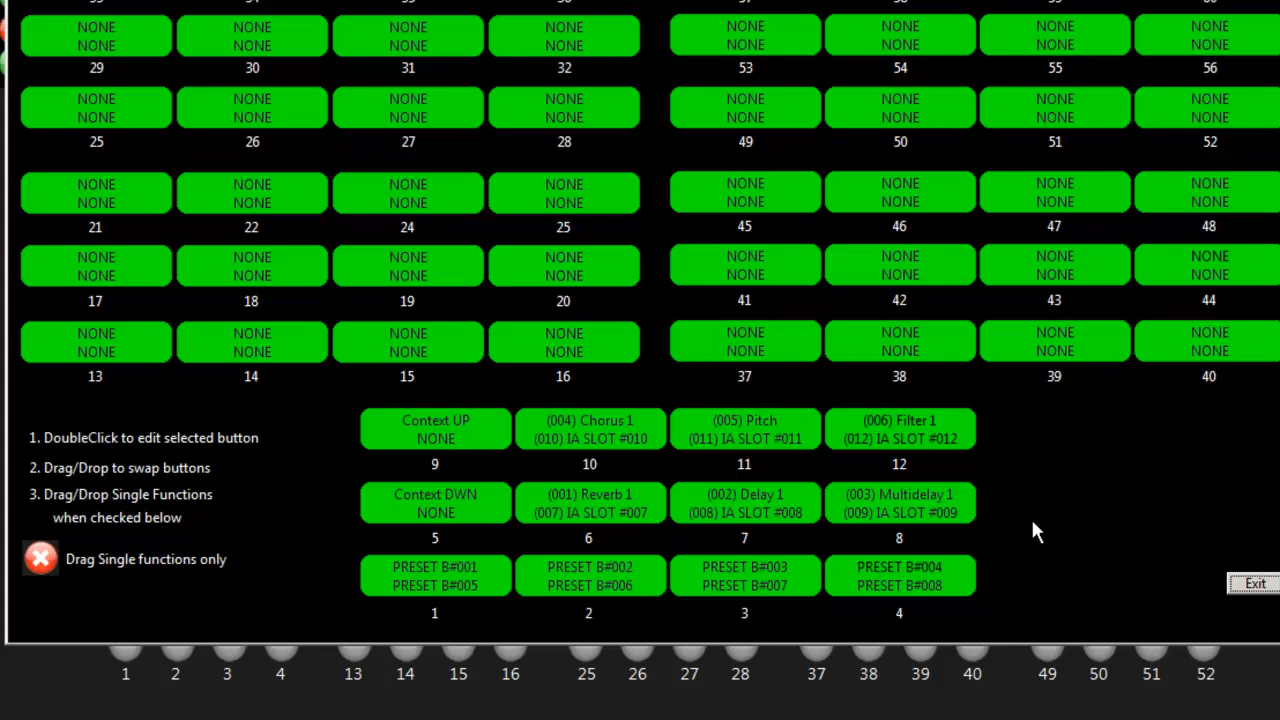 NONE NONE NONE NONE NONE NONE NONE NONE
NONE NONE NONE NONE NONE NONE NONE NONE
29 30 31 32 53 54 55 56
NONE NONE NONE NONE NONE NONE NONE NONE
NONE NONE NONE NONE NONE NONE NONE NONE
25 26 27 28 49 50 51 52
NONE NONE NONE NONE NONE NONE NONE NONE
NONE NONE NONE NONE NONE NONE NONE NONE
21 22 24 25 45 46 47 48
NONE NONE NONE NONE NONE NONE NONE NONE
NONE NONE NONE NONE NONE NONE NONE NONE
17 18 19 20 41 42 43 44
NONE NONE NONE NONE NONE NONE NONE NONE
NONE NONE NONE NONE NONE NONE NONE NONE
13 14 15 16 37 38 39 40
Context UP (004) Chorus 1 (005) Pitch (006) Filter 1
NONE (010) IA SLOT #010 (011) IA SLOT #011 (012) IA SLOT #012
9 10 11 12
Context DWN (001) Reverb 1 (002) Delay 1 (003) Multidelay 1
NONE (007) IA SLOT #007 (008) IA SLOT #008 (009) IA SLOT #009
5 6 7 8
PRESET B#001 PRESET B#002 PRESET B#003 PRESET B#004
PRESET B#005 PRESET B#006 PRESET B#007 PRESET B#008
1 2 3 4
1. DoubleClick to edit selected button
2. Drag/Drop to swap buttons
3. Drag/Drop Single Functions
when checked below
Drag Single functions only
Exit
1 2 3 4 13 14 15 16 25 26 27 28 37 38 39 40 49 50 51 52